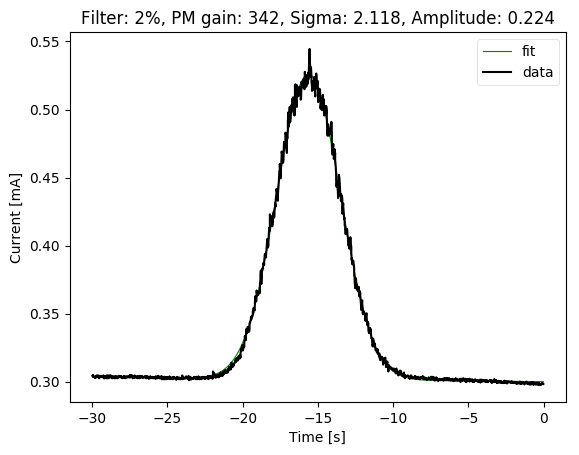 Filter: 2%, PM gain: 342, Sigma: 2.118, Amplitude: 0.224
fit
data
0.55
0.50
0.45
0.40
0.35
0.30
Current [mA]
−30
−25
−20
−15
−10
−5
0
Time [s]